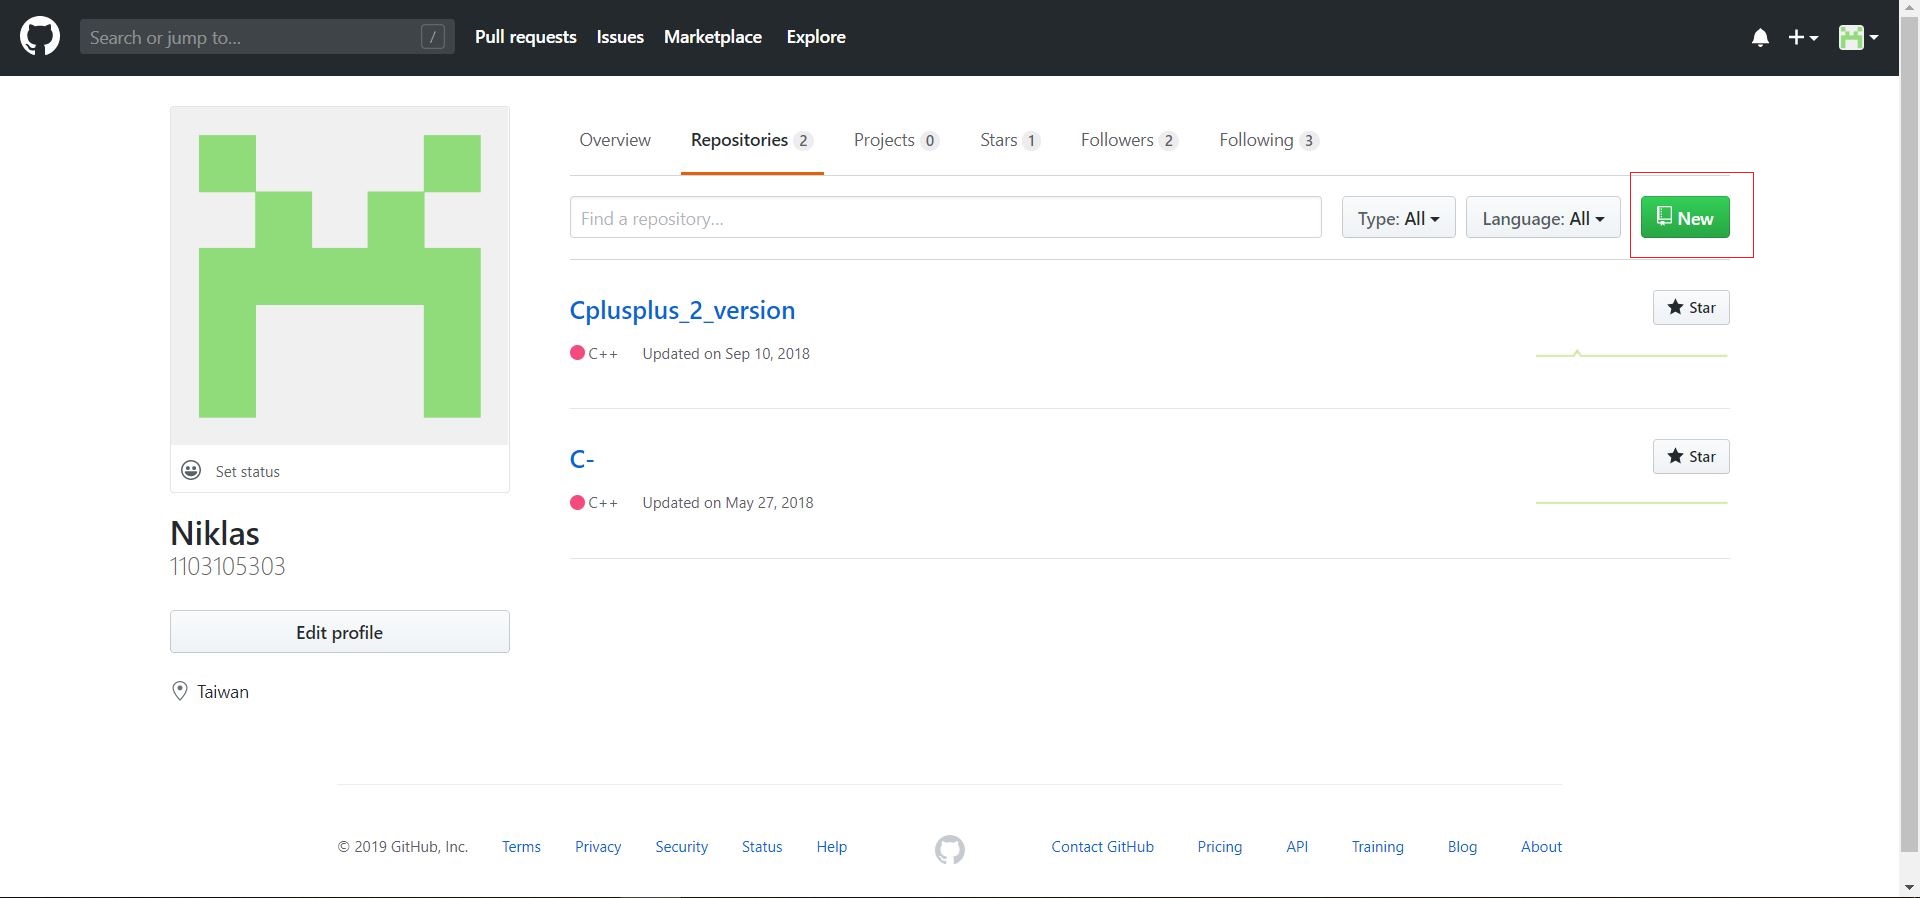 Search or jump to... /
Pull requests Issues Marketplace Explore
Overview Repositories 2 Projects 0 Stars 1 Followers 2 Following 3
Find a repository... Type: All Language: All New
Cplusplus_2_version Star
C++ Updated on Sep 10, 2018
C- Star
C++ Updated on May 27, 2018
Set status
Niklas
1103105303
Edit profile
Taiwan
© 2019 GitHub, Inc. Terms Privacy Security Status Help Contact GitHub Pricing API Training Blog About